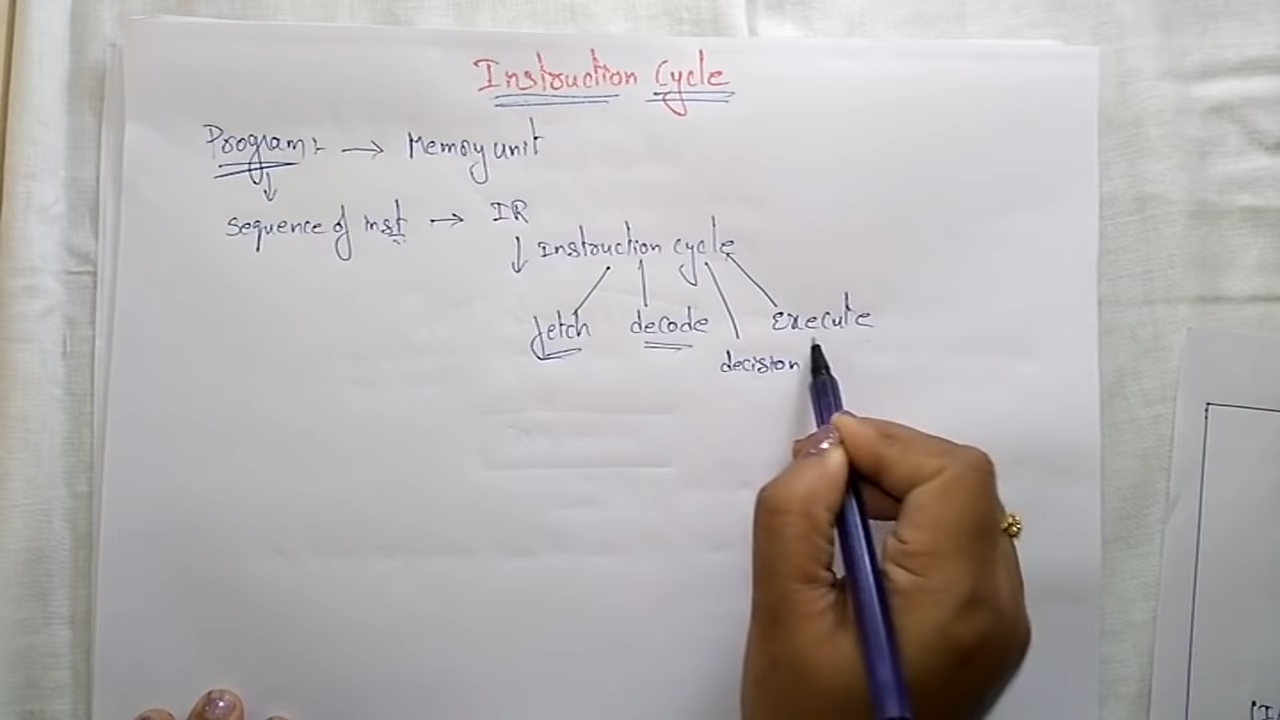 Instruction Cycle
Program :- → Memory unit
↓
Sequence of inst → IR
↓ Instruction cycle
fetch decode Execute
decision